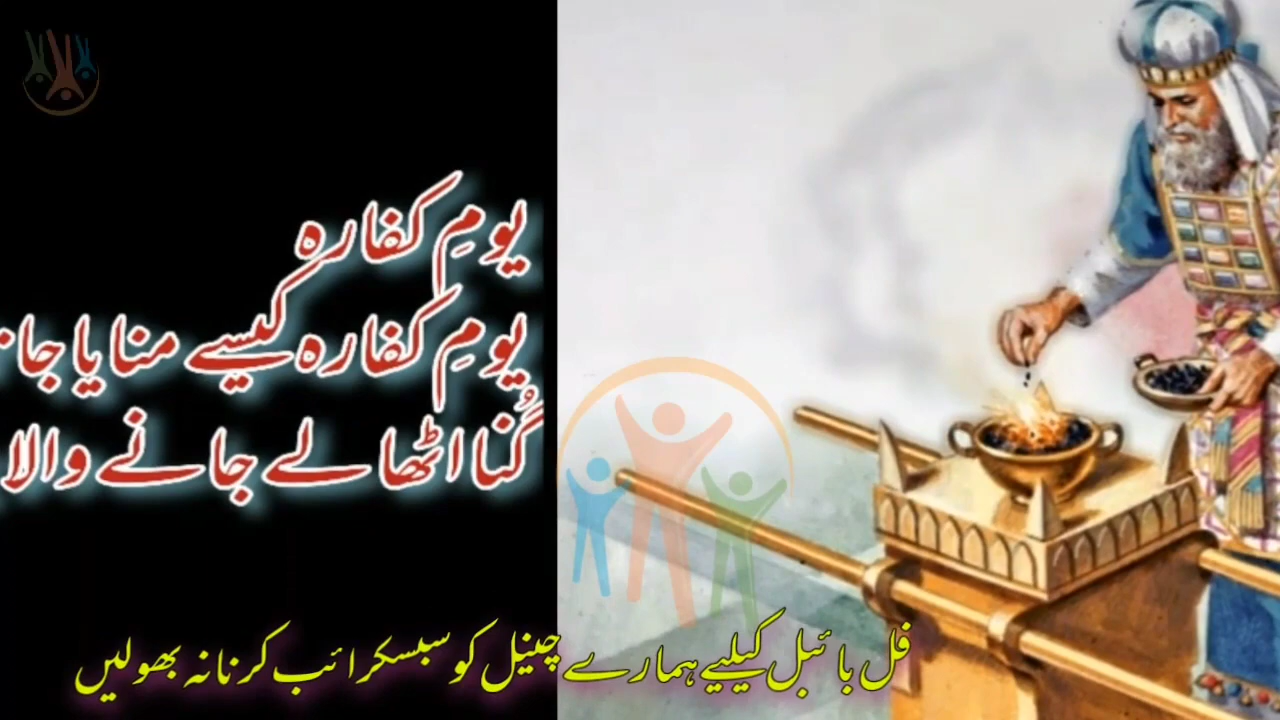 یومِ کفارہ
یومِ کفارہ کیسے منایا جا
گُنا اٹھا لے جانے والا
فل بائبل کیلیے ہمارے چینل کو سبسکرائب کرنا نہ بھولیں